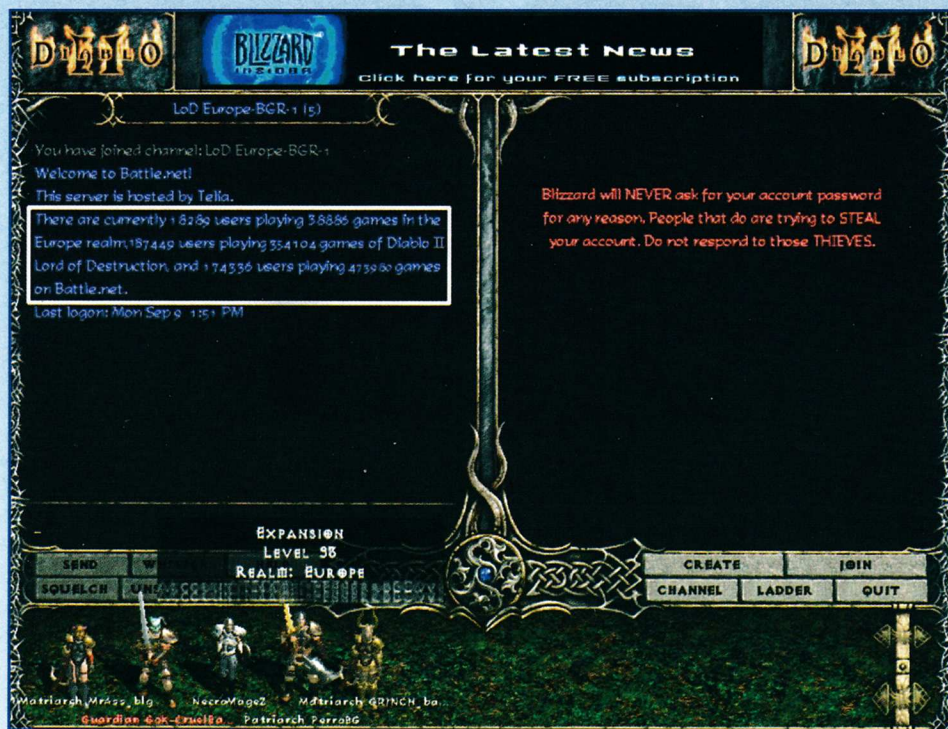 DIABLO II
BLIZZARD
INSIDER
The Latest News
Click here for your FREE subscription
DIABLO II
LoD Europe-BGR-1 (5)
You have joined channel: LoD Europe-BGR-1
Welcome to Battle.net!
This server is hosted by Telia.
There are currently 18289 users playing 38886 games in the
Europe realm, 187449 users playing 354104 games of Diablo II
Lord of Destruction, and 174336 users playing 473980 games
on Battle.net.
Last logon: Mon Sep 9 1:51 PM
Blizzard will NEVER ask for your account password
for any reason. People that do are trying to STEAL
your account. Do not respond to those THIEVES.
EXPANSION
LEVEL 98
REALM: EUROPE
SEND
SQUELCH
CREATE
JOIN
CHANNEL
LADDER
QUIT
Matriarch MrAss_blg
NecroMageZ
Matriarch GRINCH_ba..
Guardian Gok-CruelBa..
Patriarch PerroBG